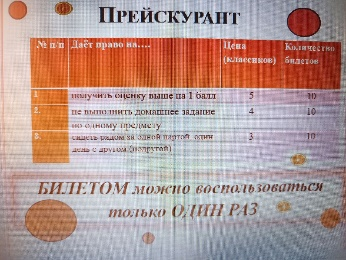 ПРЕЙСКУРАНТ
№ п/п Даёт право на…. Цена (классиков) Количество билетов
1. получить оценку выше на 1 балл 5 10
2. не выполнить домашнее задание по одному предмету 4 10
3. сидеть рядом за одной партой один день с другом (подругой) 3 10
БИЛЕТОМ можно воспользоваться
только ОДИН РАЗ